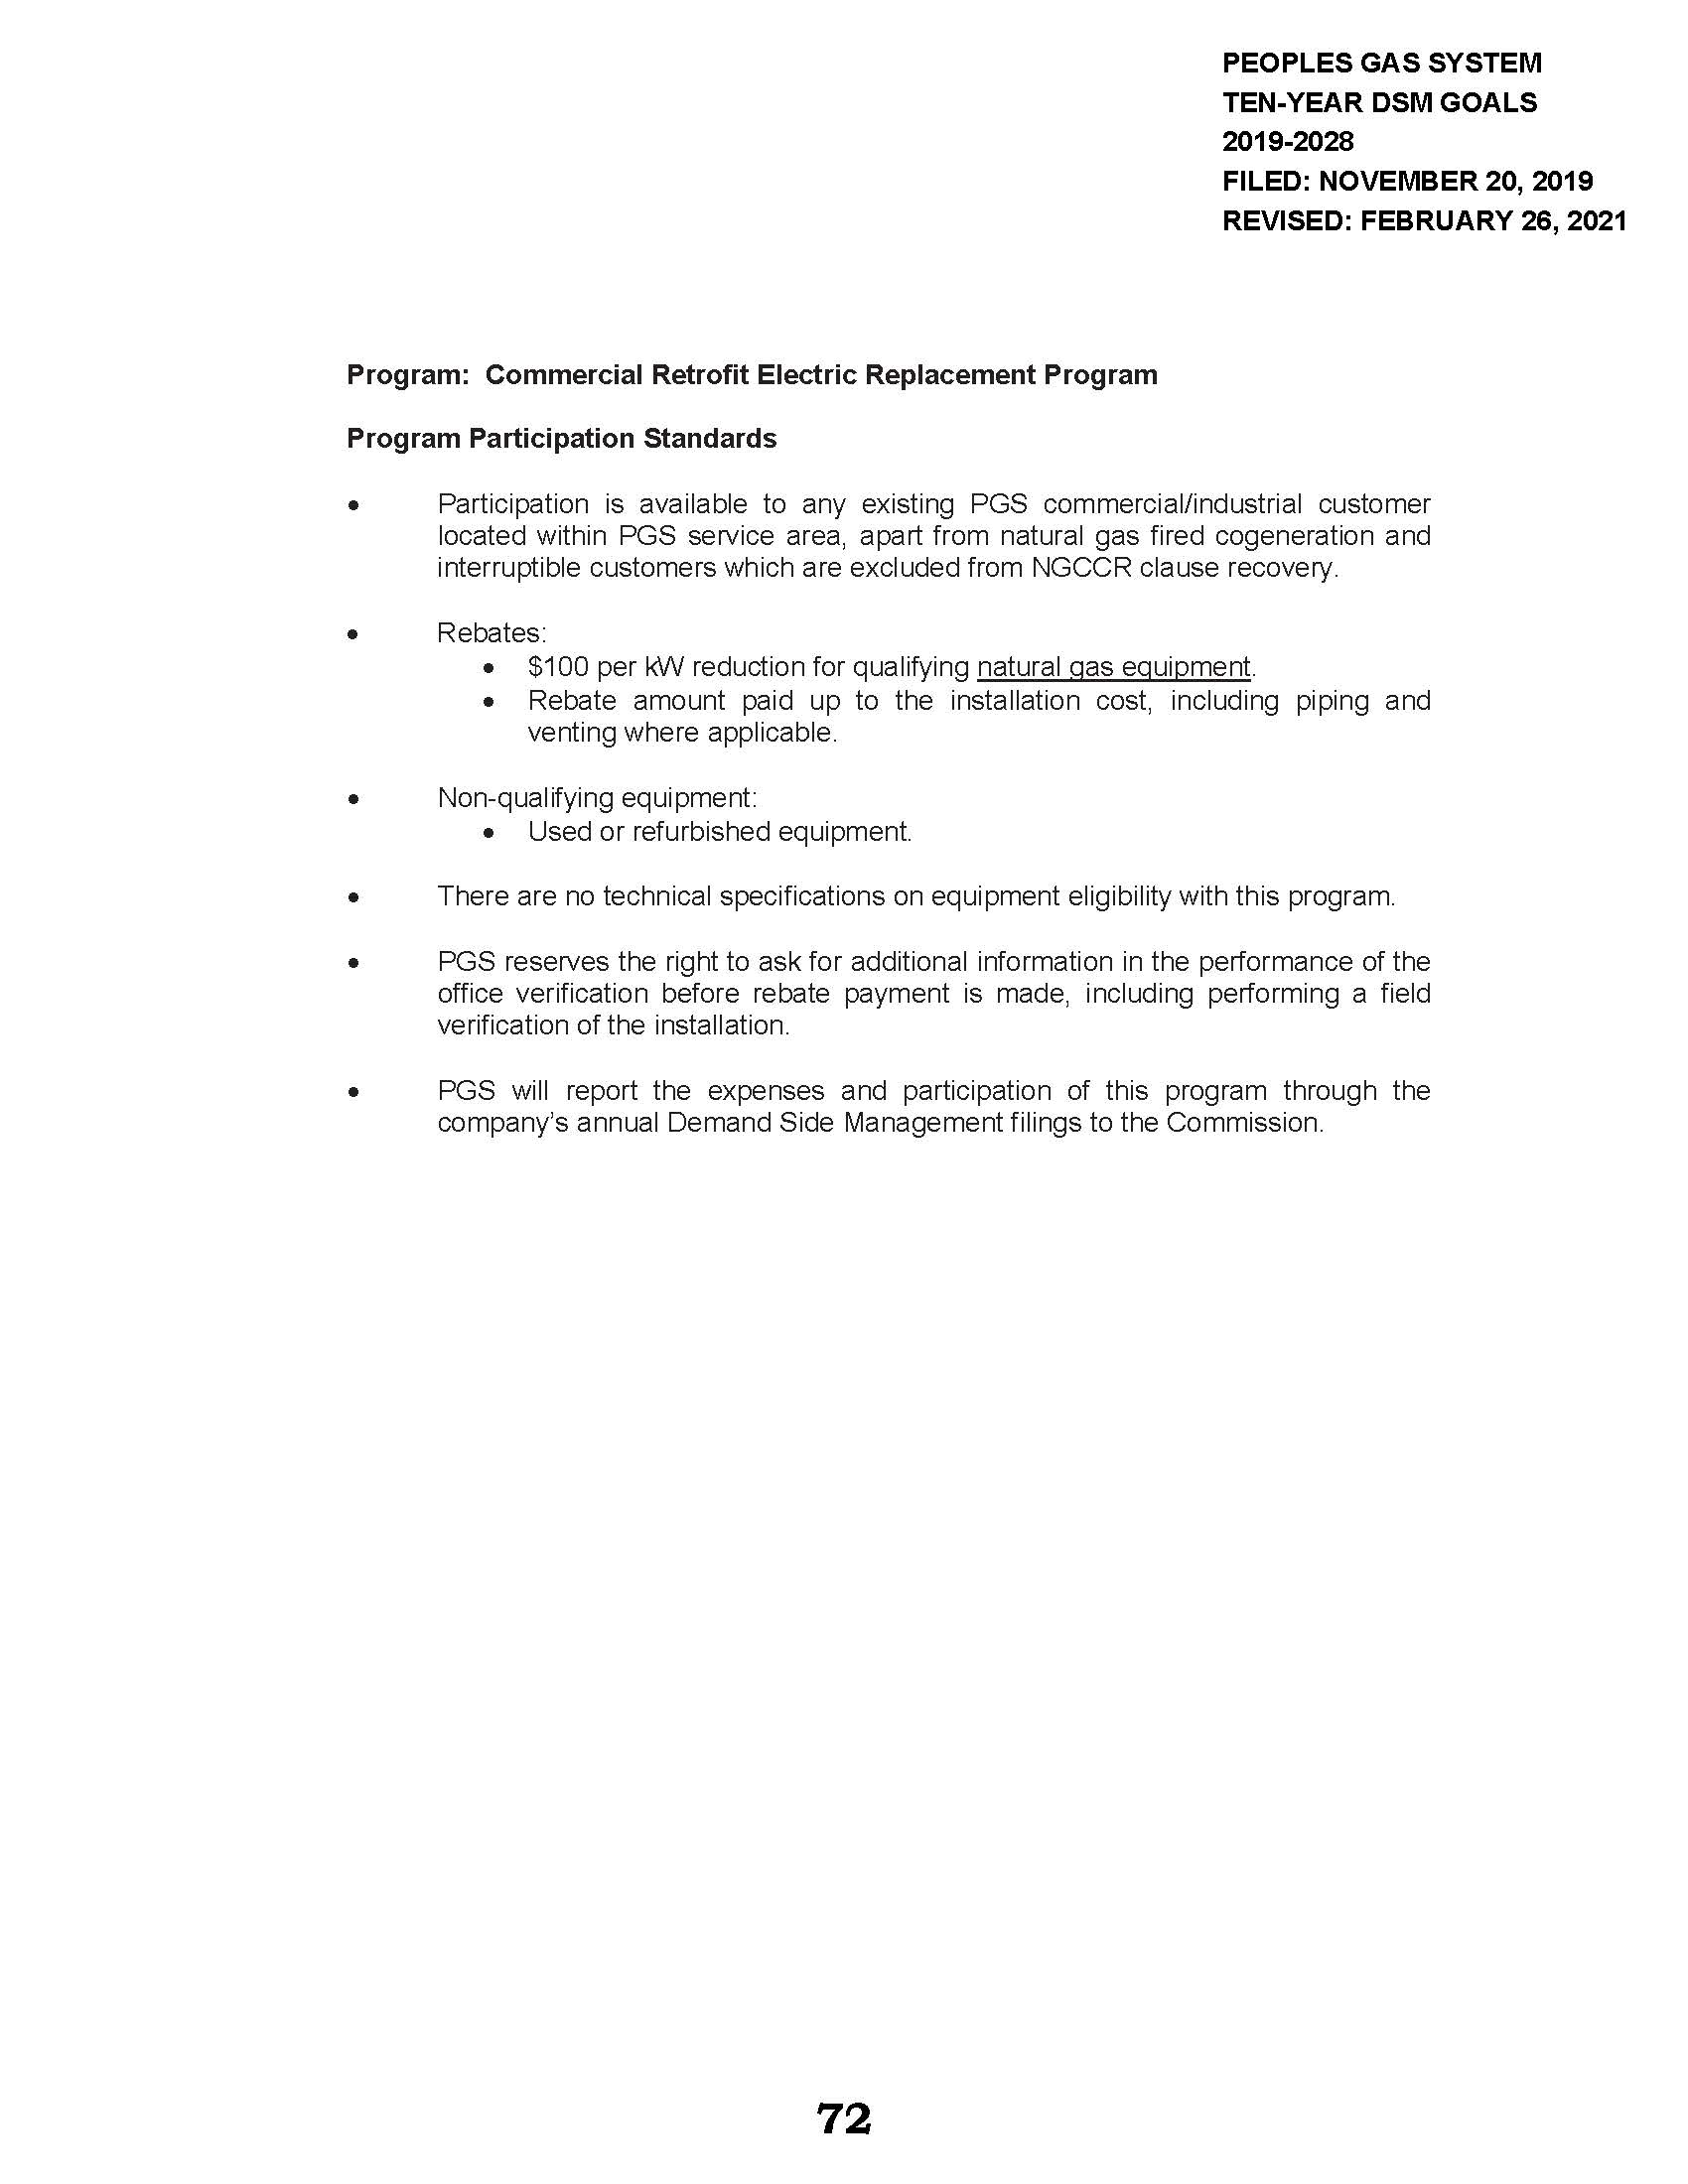 PEOPLES GAS SYSTEM
TEN-YEAR DSM GOALS
2019-2028
FILED: NOVEMBER 20, 2019
REVISED: FEBRUARY 26, 2021
Program:  Commercial Retrofit Electric Replacement Program
Program Participation Standards
• Participation is available to any existing PGS commercial/industrial customer
located within PGS service area, apart from natural gas fired cogeneration and
interruptible customers which are excluded from NGCCR clause recovery.
• Rebates:
• $100 per kW reduction for qualifying natural gas equipment.
• Rebate amount paid up to the installation cost, including piping and
venting where applicable.
• Non-qualifying equipment:
• Used or refurbished equipment.
• There are no technical specifications on equipment eligibility with this program.
• PGS reserves the right to ask for additional information in the performance of the
office verification before rebate payment is made, including performing a field
verification of the installation.
• PGS will report the expenses and participation of this program through the
company’s annual Demand Side Management filings to the Commission.
72